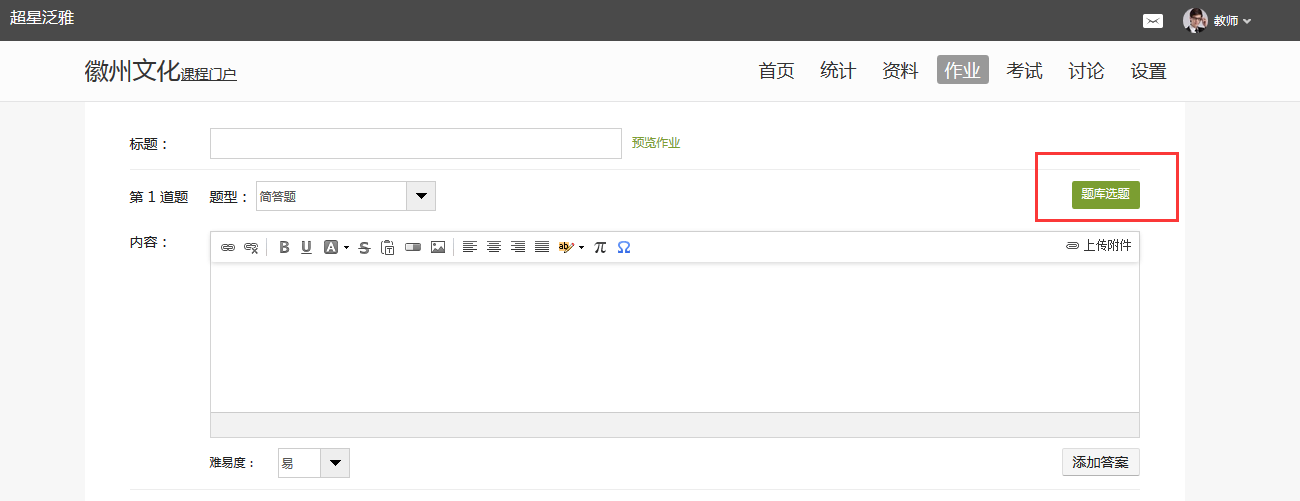 超星泛雅
教师
徽州文化课程门户
首页 统计 资料 作业 考试 讨论 设置
标题：
预览作业
第 1 道题 题型： 简答题
题库选题
内容：
B U A S ab π Ω 上传附件
难易度： 易
添加答案